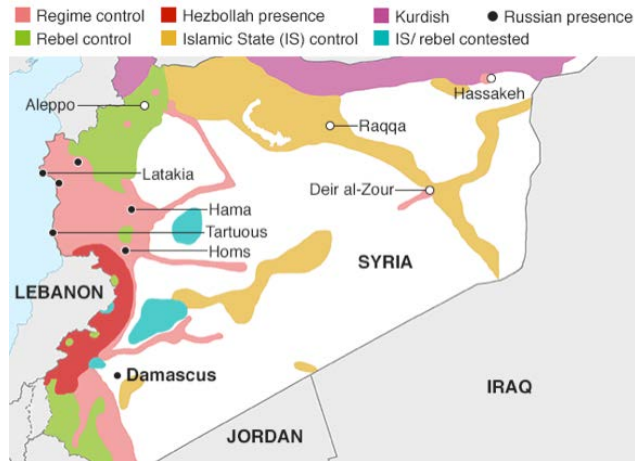 Regime control
Hezbollah presence
Kurdish
Russian presence
Rebel control
Islamic State (IS) control
IS/ rebel contested
Aleppo
Hassakeh
Raqqa
Latakia
Deir al-Zour
Hama
Tartuous
Homs
SYRIA
LEBANON
Damascus
IRAQ
JORDAN